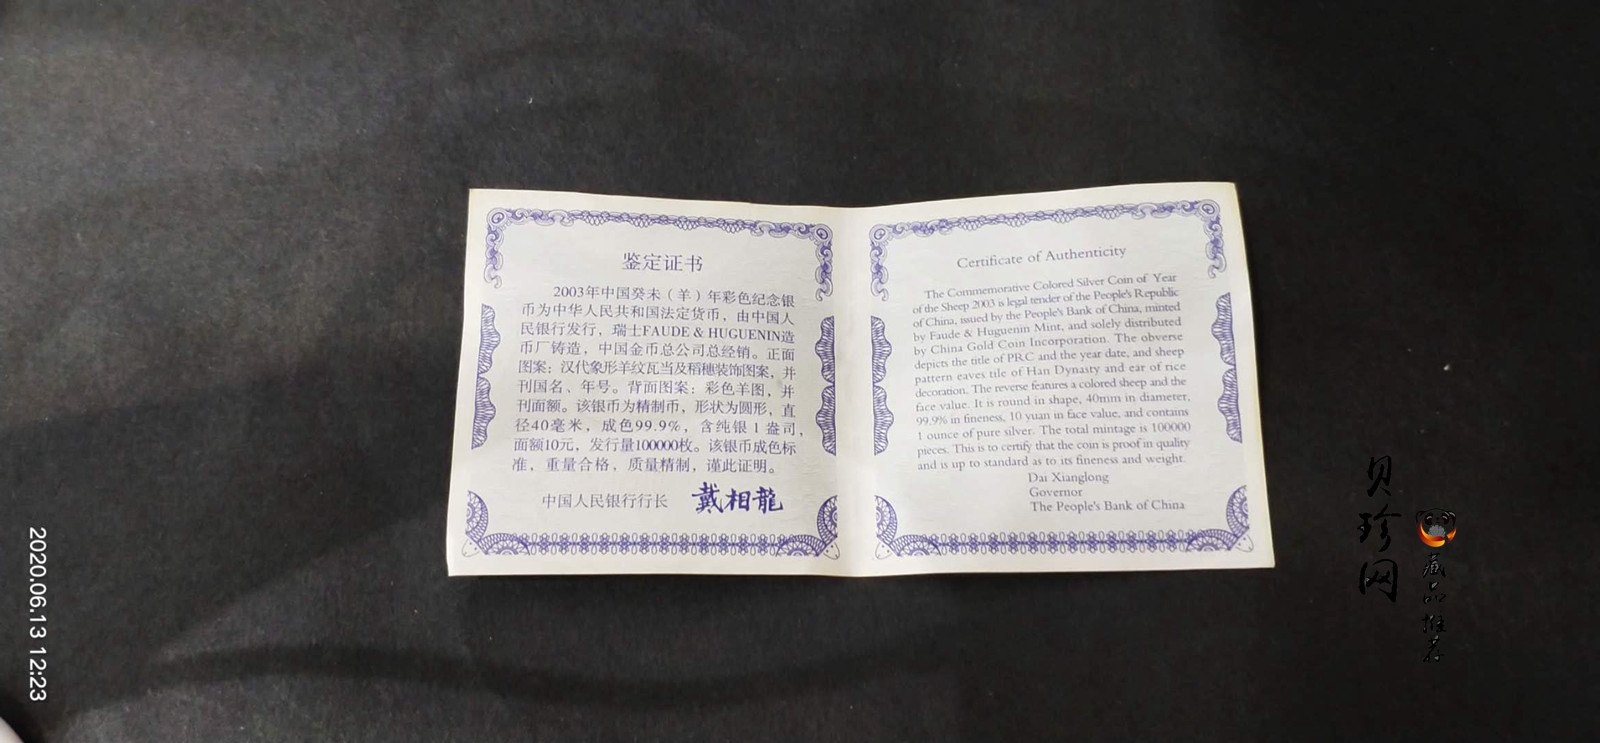 鉴定证书
2003年中国癸未（羊）年彩色纪念银
币为中华人民共和国法定货币，由中国人
民银行发行，瑞士FAUDE & HUGUENIN造
币厂铸造，中国金币总公司总经销。正面
图案：汉代象形羊纹瓦当及稻穗装饰图案，并
刊国名、年号。背面图案：彩色羊图，并
刊面额。该银币为精制币，形状为圆形，直
径40毫米，成色99.9%，含纯银1盎司，
面额10元，发行量100000枚。该银币成色标
准，重量合格，质量精制，谨此证明。
中国人民银行行长 戴相龍
Certificate of Authenticity
The Commemorative Colored Silver Coin of Year
of the Sheep 2003 is legal tender of the People's Republic
of China, issued by the People's Bank of China, minted
by Faude & Huguenin Mint, and solely distributed
by China Gold Coin Incorporation. The obverse
depicts the title of PRC and the year date, and sheep
pattern eaves tile of Han Dynasty and ear of rice
decoration. The reverse features a colored sheep and the
face value. It is round in shape, 40mm in diameter,
99.9% in fineness, 10 yuan in face value, and contains
1 ounce of pure silver. The total mintage is 100000
pieces. This is to certify that the coin is proof in quality
and is up to standard as to its fineness and weight.
Dai Xianglong
Governor
The People's Bank of China
贝珍网
藏品推荐
2020.06.13 12:23